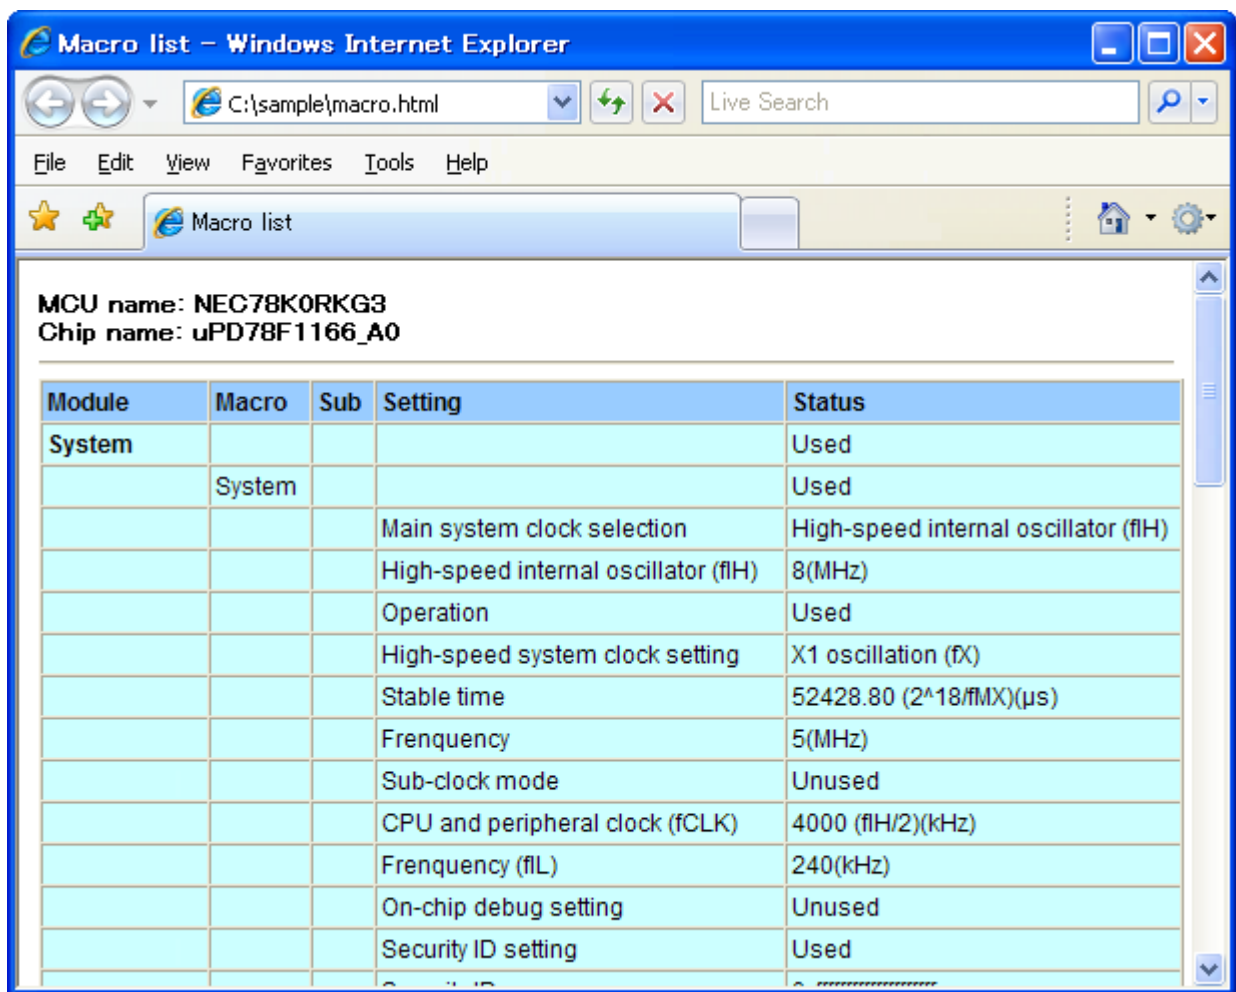 Macro list - Windows Internet Explorer
C:\sample\macro.html Live Search
File Edit View Favorites Tools Help
Macro list
MCU name: NEC78K0RKG3
Chip name: uPD78F1166_A0
Module Macro Sub Setting Status
System Used
System Used
Main system clock selection High-speed internal oscillator (fIH)
High-speed internal oscillator (fIH) 8(MHz)
Operation Used
High-speed system clock setting X1 oscillation (fX)
Stable time 52428.80 (2^18/fMX)(µs)
Frenquency 5(MHz)
Sub-clock mode Unused
CPU and peripheral clock (fCLK) 4000 (fIH/2)(kHz)
Frenquency (fIL) 240(kHz)
On-chip debug setting Unused
Security ID setting Used